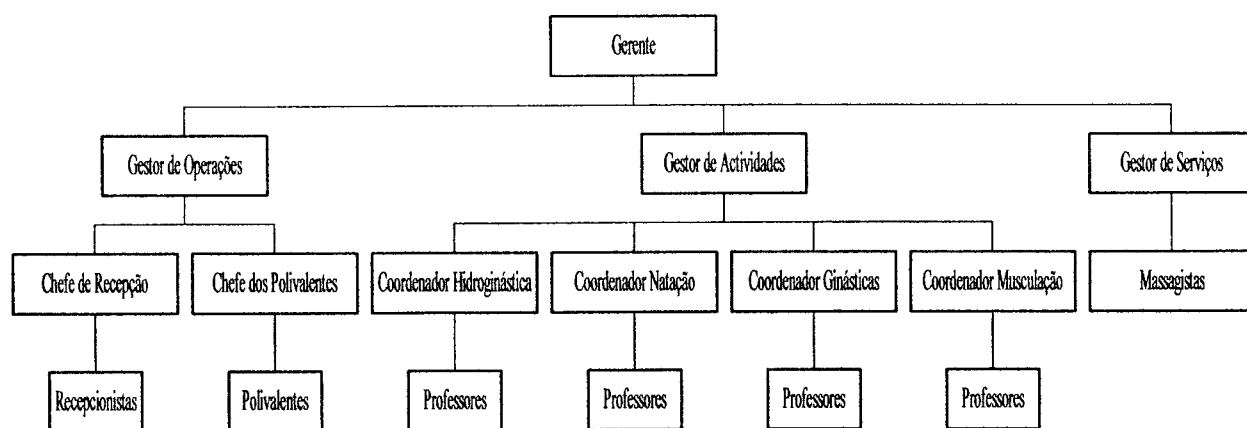 Gerente
Gestor de Operações
Gestor de Actividades
Gestor de Serviços
Chefe de Recepção
Chefe dos Polivalentes
Coordenador Hidroginástica
Coordenador Natação
Coordenador Ginásticas
Coordenador Musculação
Massagistas
Recepcionistas
Polivalentes
Professores
Professores
Professores
Professores